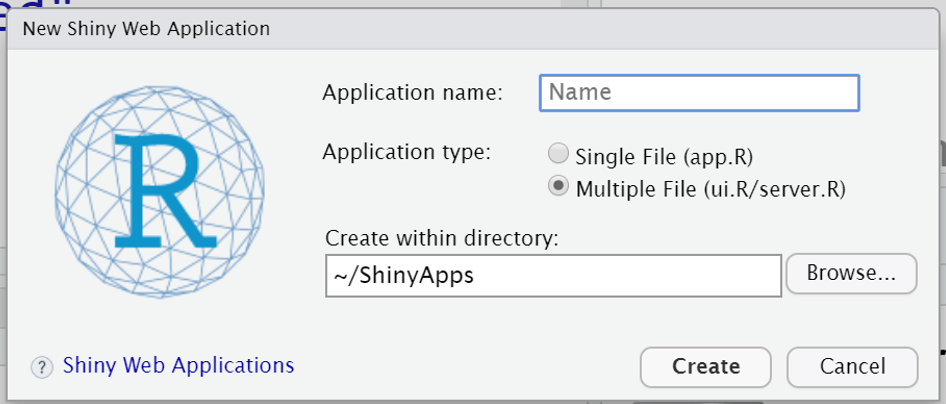 New Shiny Web Application
R
Application name: Name
Application type: Single File (app.R)
Multiple File (ui.R/server.R)
Create within directory:
~/ShinyApps Browse...
? Shiny Web Applications Create Cancel